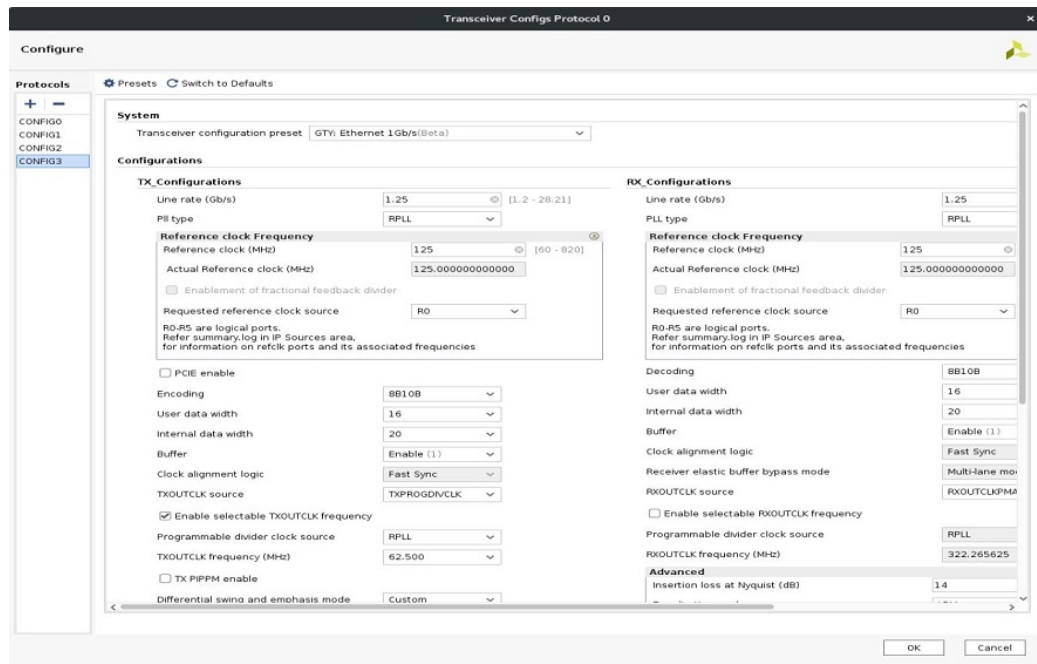 Transceiver Configs Protocol 0
Configure
Protocols
Presets Switch to Defaults
CONFIG0
CONFIG1
CONFIG2
CONFIG3
System
Transceiver configuration preset GTY: Ethernet 1Gb/s(Beta)
Configurations
TX_Configurations
Line rate (Gb/s) 1.25 [1.2 - 28.21]
Pll type RPLL
Reference clock Frequency
Reference clock (MHz) 125 [60 - 820]
Actual Reference clock (MHz) 125.000000000000
Enablement of fractional feedback divider
Requested reference clock source R0
R0-R5 are logical ports.
Refer summary.log in IP Sources area,
for information on refclk ports and its associated frequencies
PCIE enable
Encoding 8B10B
User data width 16
Internal data width 20
Buffer Enable (1)
Clock alignment logic Fast Sync
TXOUTCLK source TXPROGDIVCLK
Enable selectable TXOUTCLK frequency
Programmable divider clock source RPLL
TXOUTCLK frequency (MHz) 62.500
TX PIPPM enable
Differential swing and emphasis mode Custom
RX_Configurations
Line rate (Gb/s) 1.25
PLL type RPLL
Reference clock Frequency
Reference clock (MHz) 125
Actual Reference clock (MHz) 125.000000000000
Enablement of fractional feedback divider
Requested reference clock source R0
R0-R5 are logical ports.
Refer summary.log in IP Sources area,
for information on refclk ports and its associated frequencies
Decoding 8B10B
User data width 16
Internal data width 20
Buffer Enable (1)
Clock alignment logic Fast Sync
Receiver elastic buffer bypass mode Multi-lane mo
RXOUTCLK source RXOUTCLKPMA
Enable selectable RXOUTCLK frequency
Programmable divider clock source RPLL
RXOUTCLK frequency (MHz) 322.265625
Advanced
Insertion loss at Nyquist (dB) 14
OK Cancel